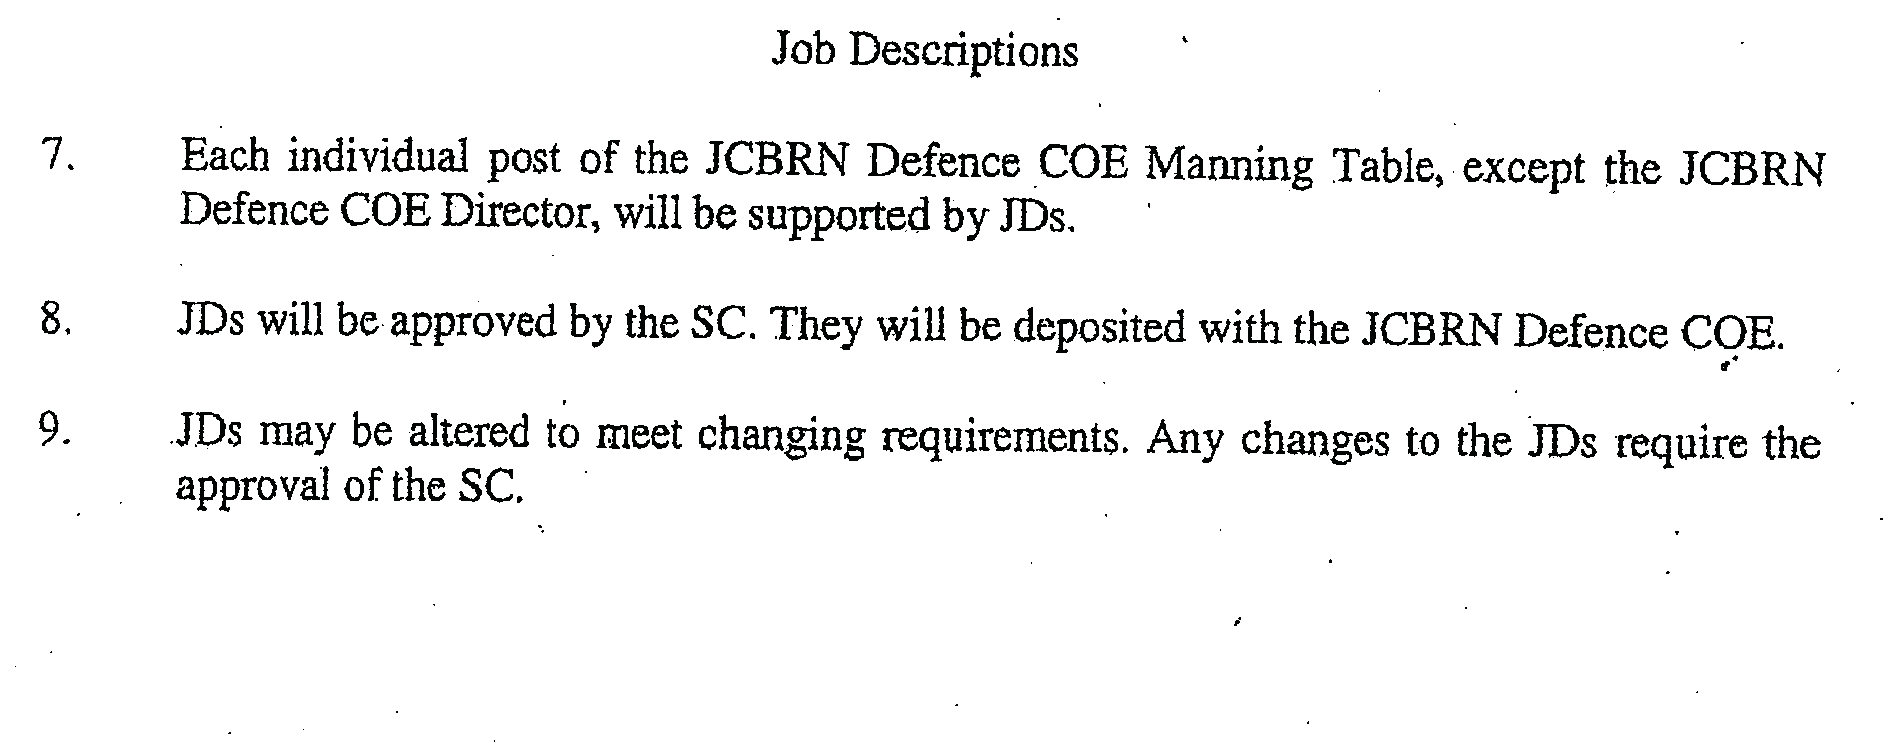 Job Descriptions
7. Each individual post of the JCBRN Defence COE Manning Table, except the JCBRN
Defence COE Director, will be supported by JDs.
8. JDs will be approved by the SC. They will be deposited with the JCBRN Defence COE.
9. JDs may be altered to meet changing requirements. Any changes to the JDs require the
approval of the SC.